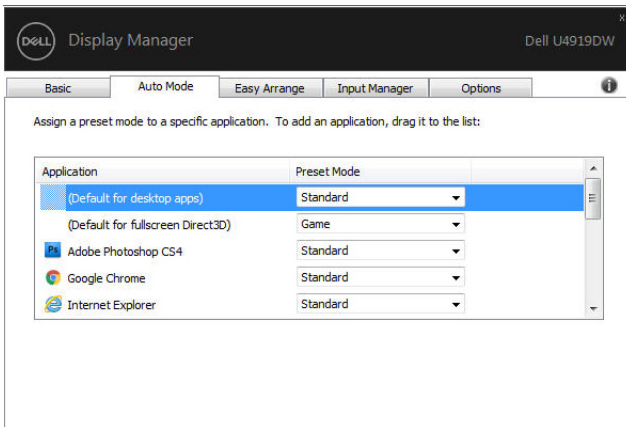 x
DELL Display Manager Dell U4919DW
Basic Auto Mode Easy Arrange Input Manager Options i
Assign a preset mode to a specific application. To add an application, drag it to the list:
Application Preset Mode
(Default for desktop apps) Standard
(Default for fullscreen Direct3D) Game
Ps Adobe Photoshop CS4 Standard
Google Chrome Standard
Internet Explorer Standard